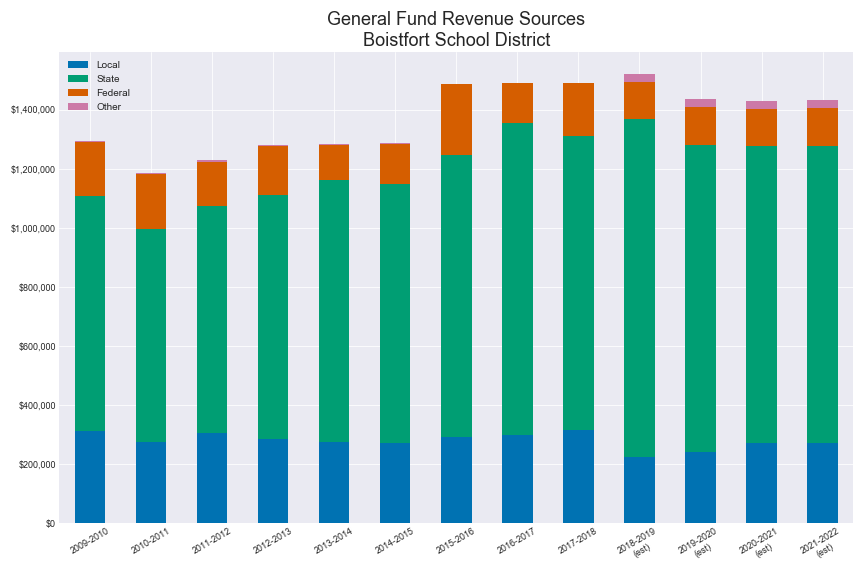 General Fund Revenue Sources
Boistfort School District
Local
State
Federal
Other
$1,400,000
$1,200,000
$1,000,000
$800,000
$600,000
$400,000
$200,000
$0
2009-2010
2010-2011
2011-2012
2012-2013
2013-2014
2014-2015
2015-2016
2016-2017
2017-2018
2018-2019
(est)
2019-2020
(est)
2020-2021
(est)
2021-2022
(est)